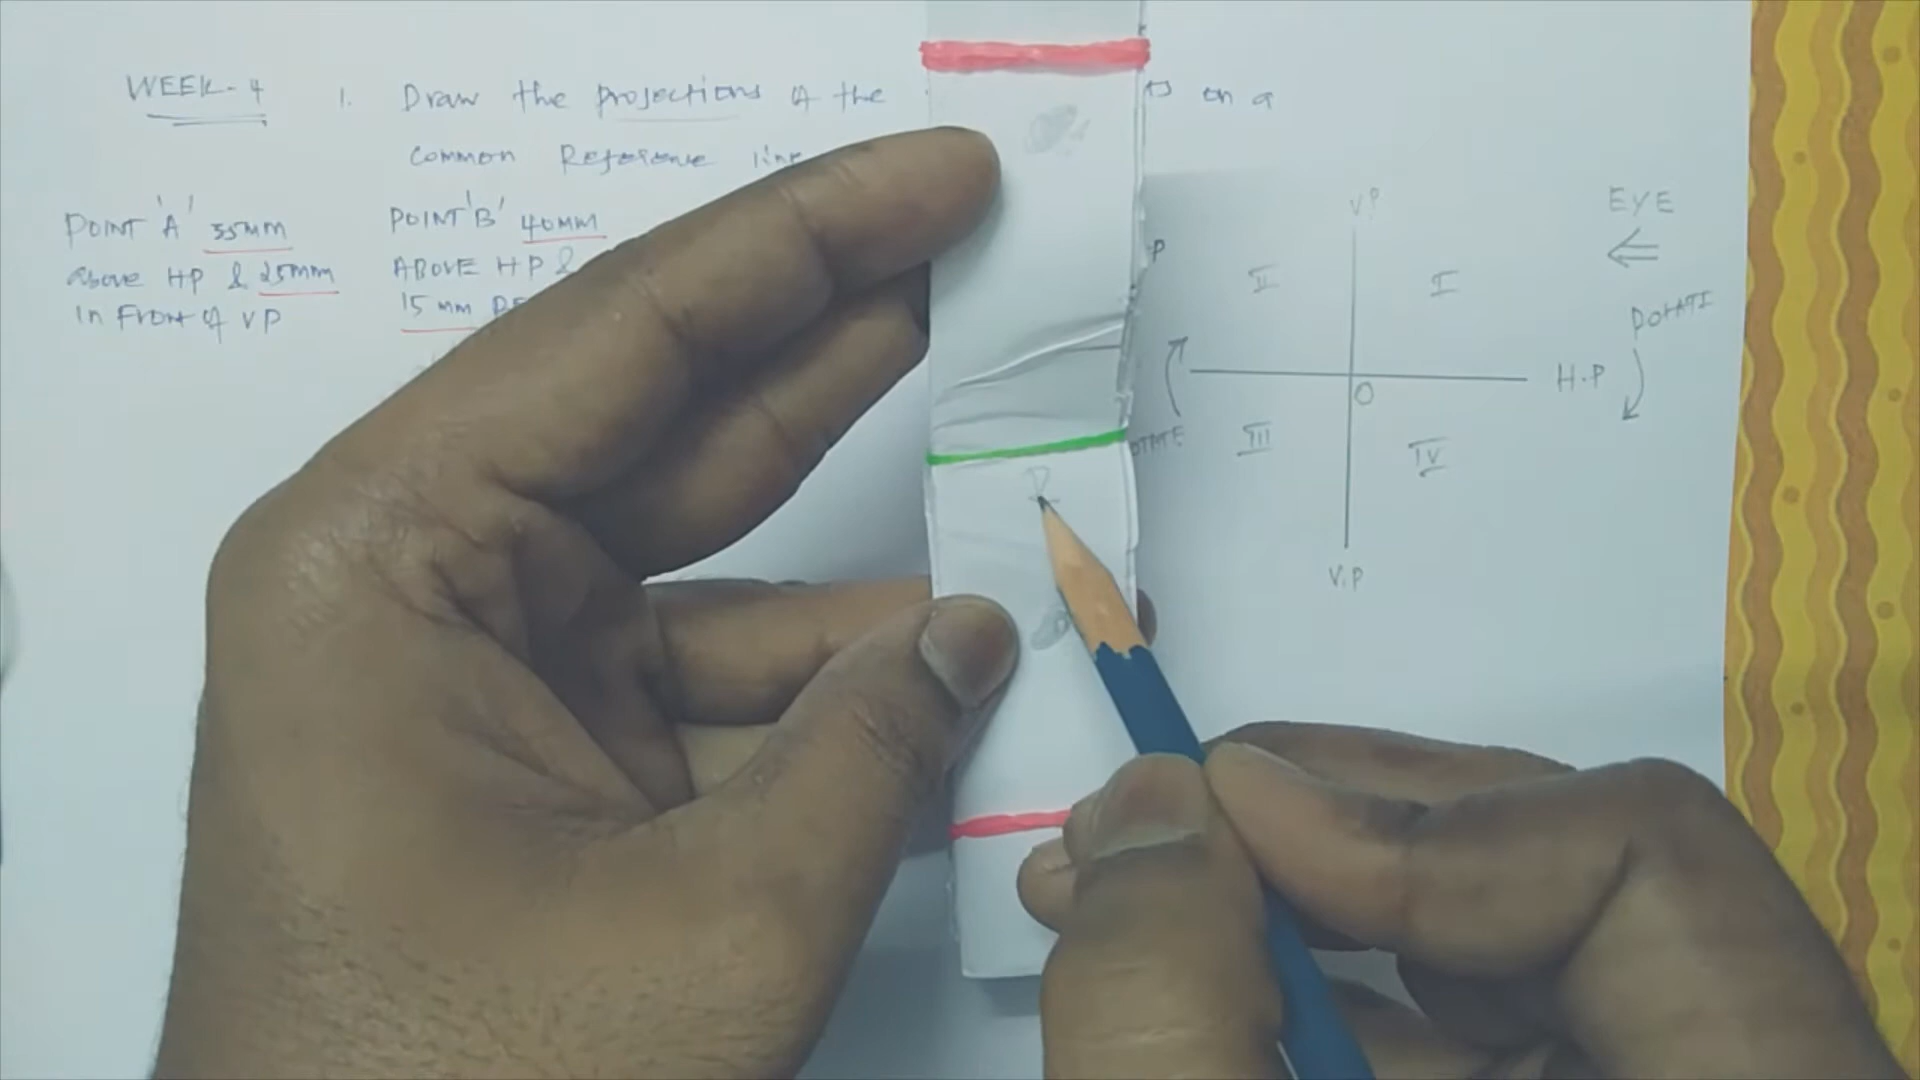 WEEK-4 1. Draw the projections of the on a
common Reference line
POINT 'A' 35MM
above HP & 25mm
in Front of VP
POINT 'B' 40MM
ABOVE HP &
15 mm
VP
EYE
II
I
ROTATE
H.P
O
III
IV
V.P